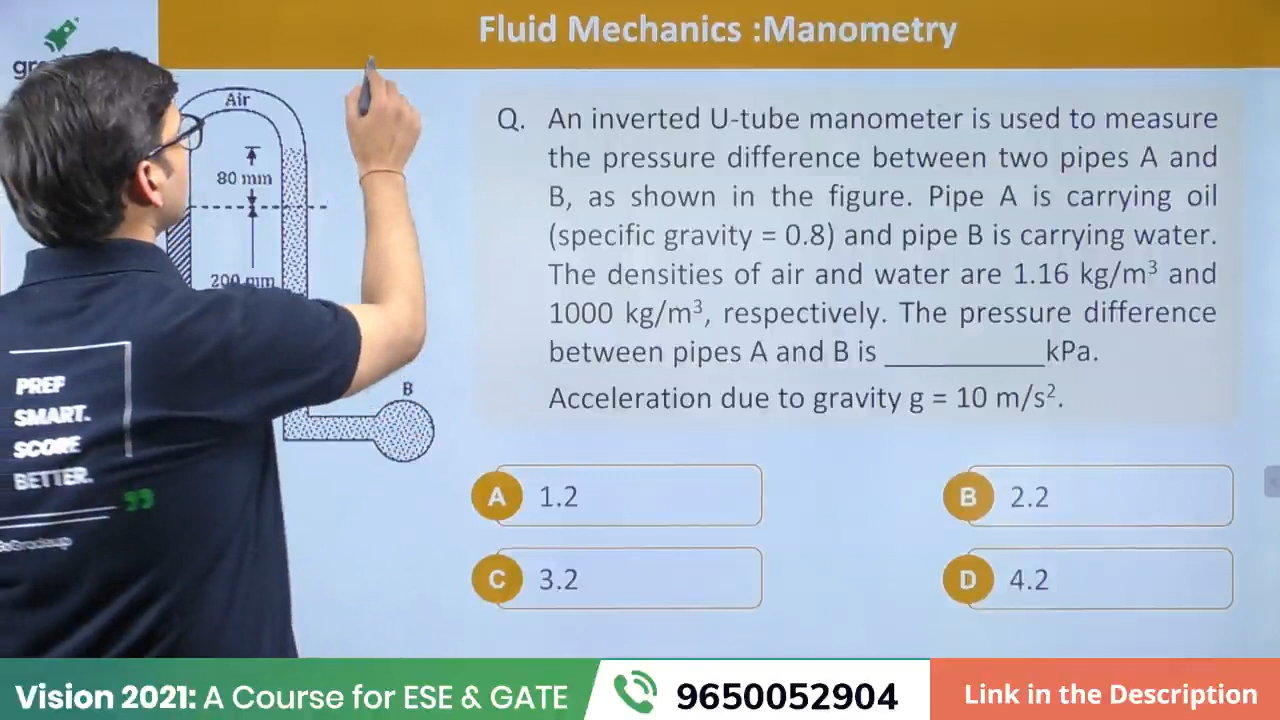 Fluid Mechanics :Manometry
Air
80 mm
200 mm
B
Q. An inverted U-tube manometer is used to measure
the pressure difference between two pipes A and
B, as shown in the figure. Pipe A is carrying oil
(specific gravity = 0.8) and pipe B is carrying water.
The densities of air and water are 1.16 kg/m³ and
1000 kg/m³, respectively. The pressure difference
between pipes A and B is __________kPa.
Acceleration due to gravity g = 10 m/s².
A 1.2
B 2.2
C 3.2
D 4.2
PREP
SMART.
SCORE
BETTER.
Vision 2021: A Course for ESE & GATE
9650052904
Link in the Description